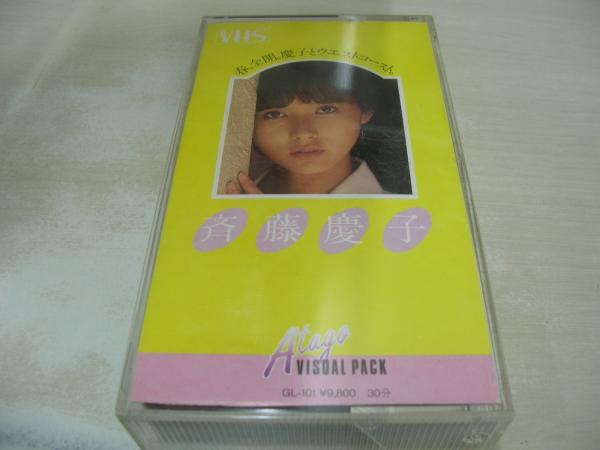 VHS
春、全開。慶子とウエストコースト。
斉藤慶子
Atago
VISUAL PACK
GL-101 ¥9,800 30分